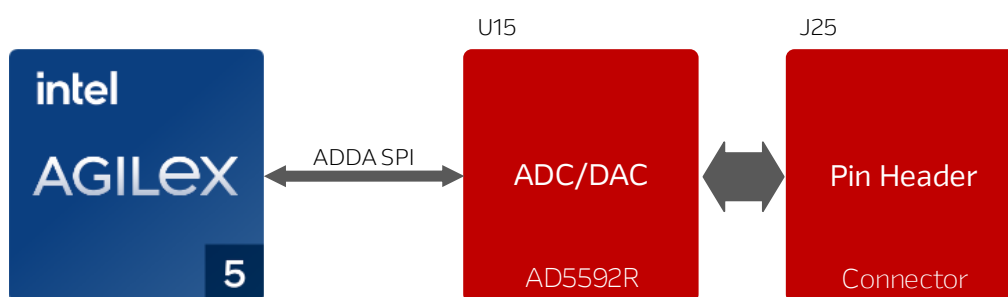 U15
J25
intel
AGILEX
ADDA SPI
ADC/DAC
Pin Header
5
AD5592R
Connector